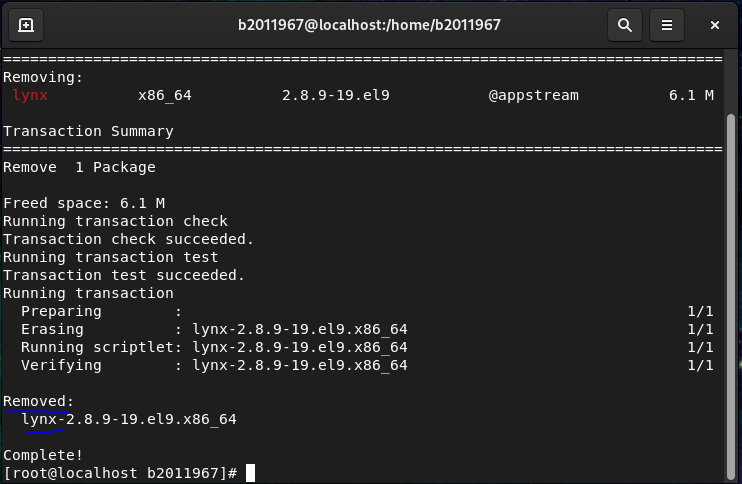 b2011967@localhost:/home/b2011967
================================================================================
Removing:
 lynx          x86_64          2.8.9-19.el9           @appstream          6.1 M

Transaction Summary
================================================================================
Remove  1 Package

Freed space: 6.1 M
Running transaction check
Transaction check succeeded.
Running transaction test
Transaction test succeeded.
Running transaction
  Preparing        :                                                        1/1
  Erasing          : lynx-2.8.9-19.el9.x86_64                               1/1
  Running scriptlet: lynx-2.8.9-19.el9.x86_64                               1/1
  Verifying        : lynx-2.8.9-19.el9.x86_64                               1/1

Removed:
  lynx-2.8.9-19.el9.x86_64

Complete!
[root@localhost b2011967]#